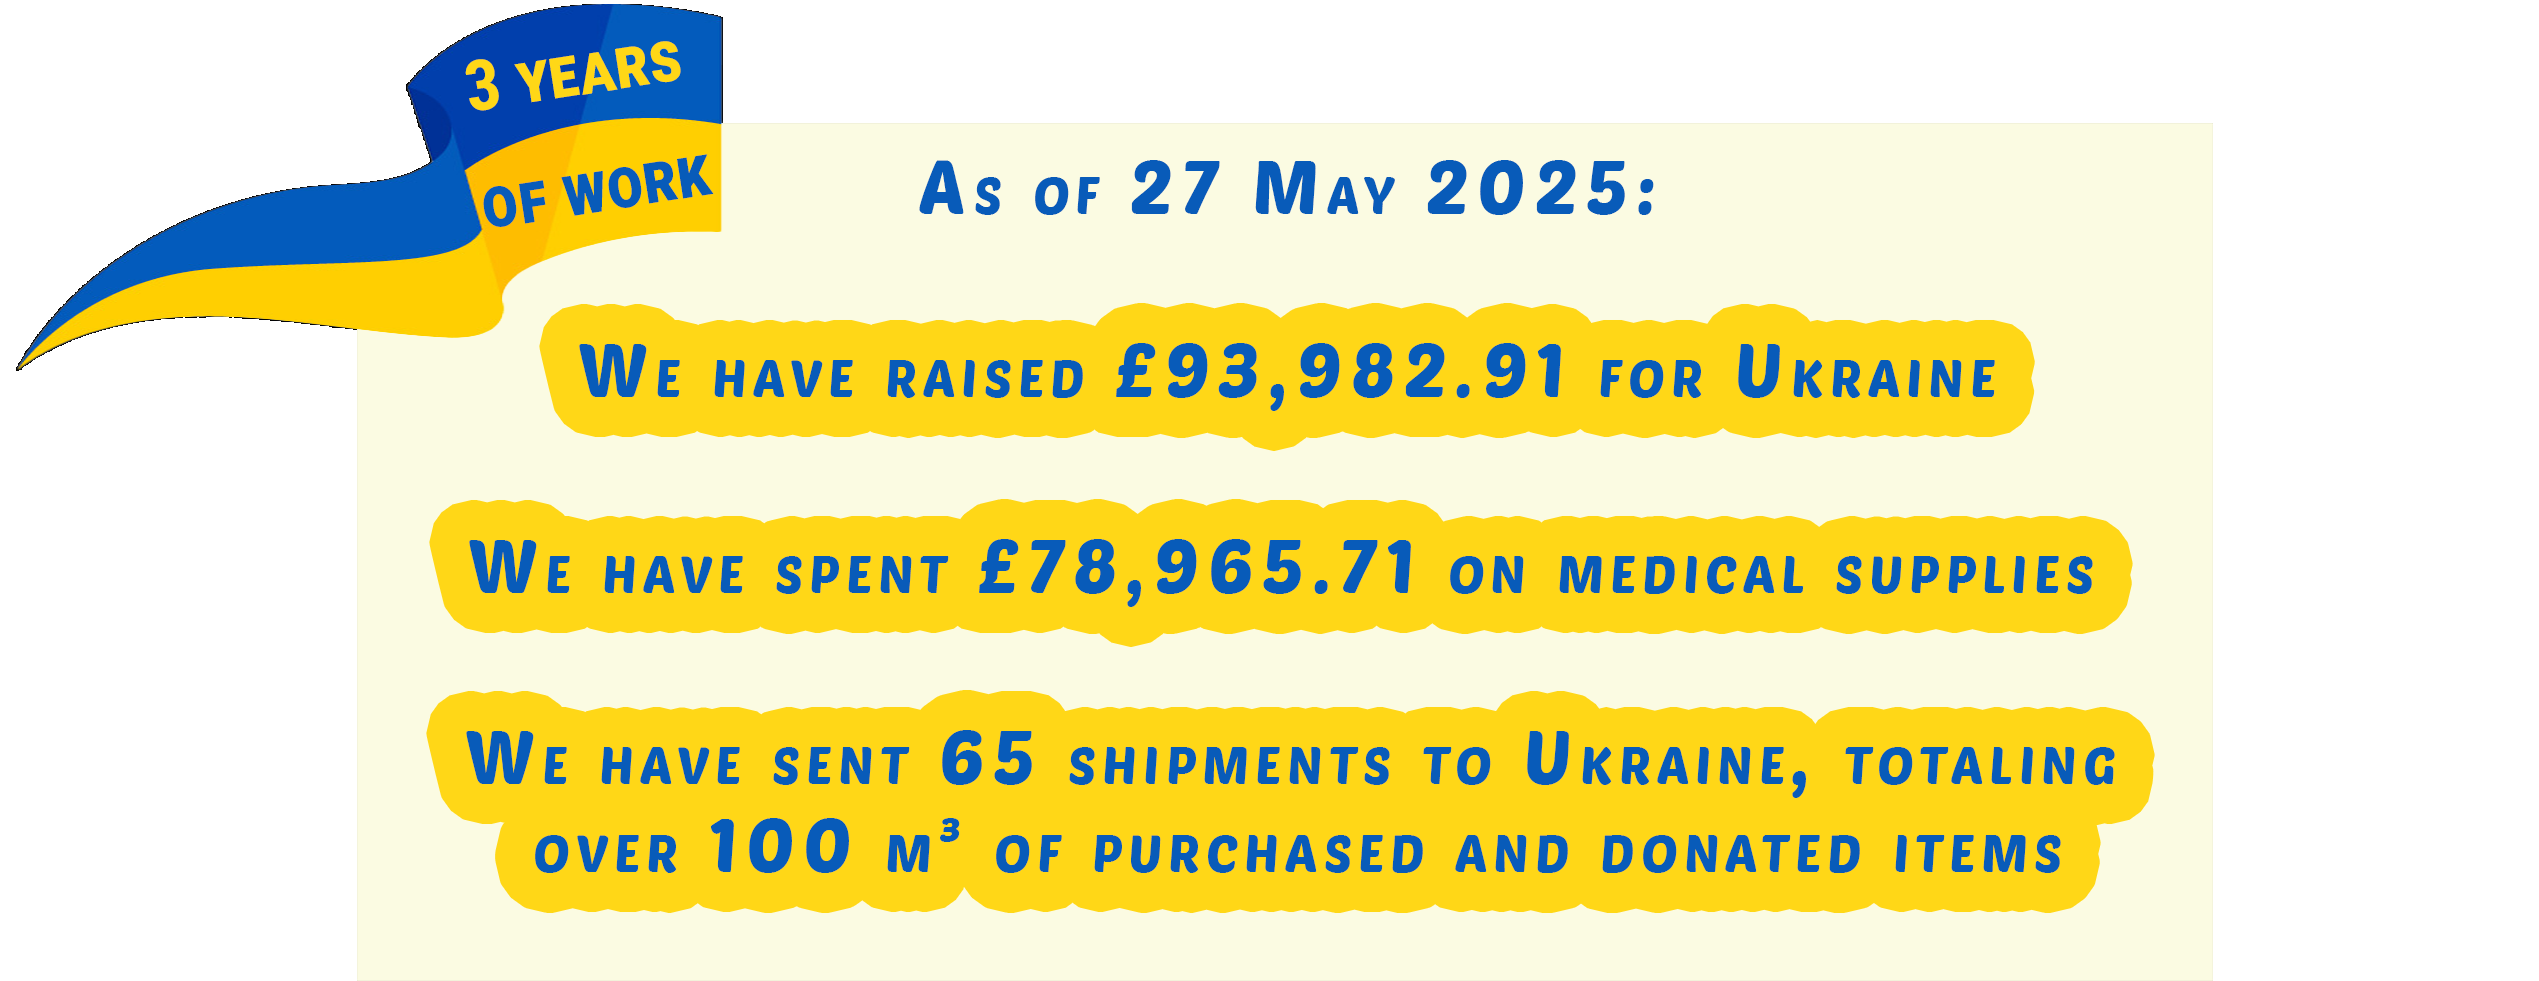 3 YEARS
OF WORK
As of 27 May 2025:
We have raised £93,982.91 for Ukraine
We have spent £78,965.71 on medical supplies
We have sent 65 shipments to Ukraine, totaling
over 100 m³ of purchased and donated items